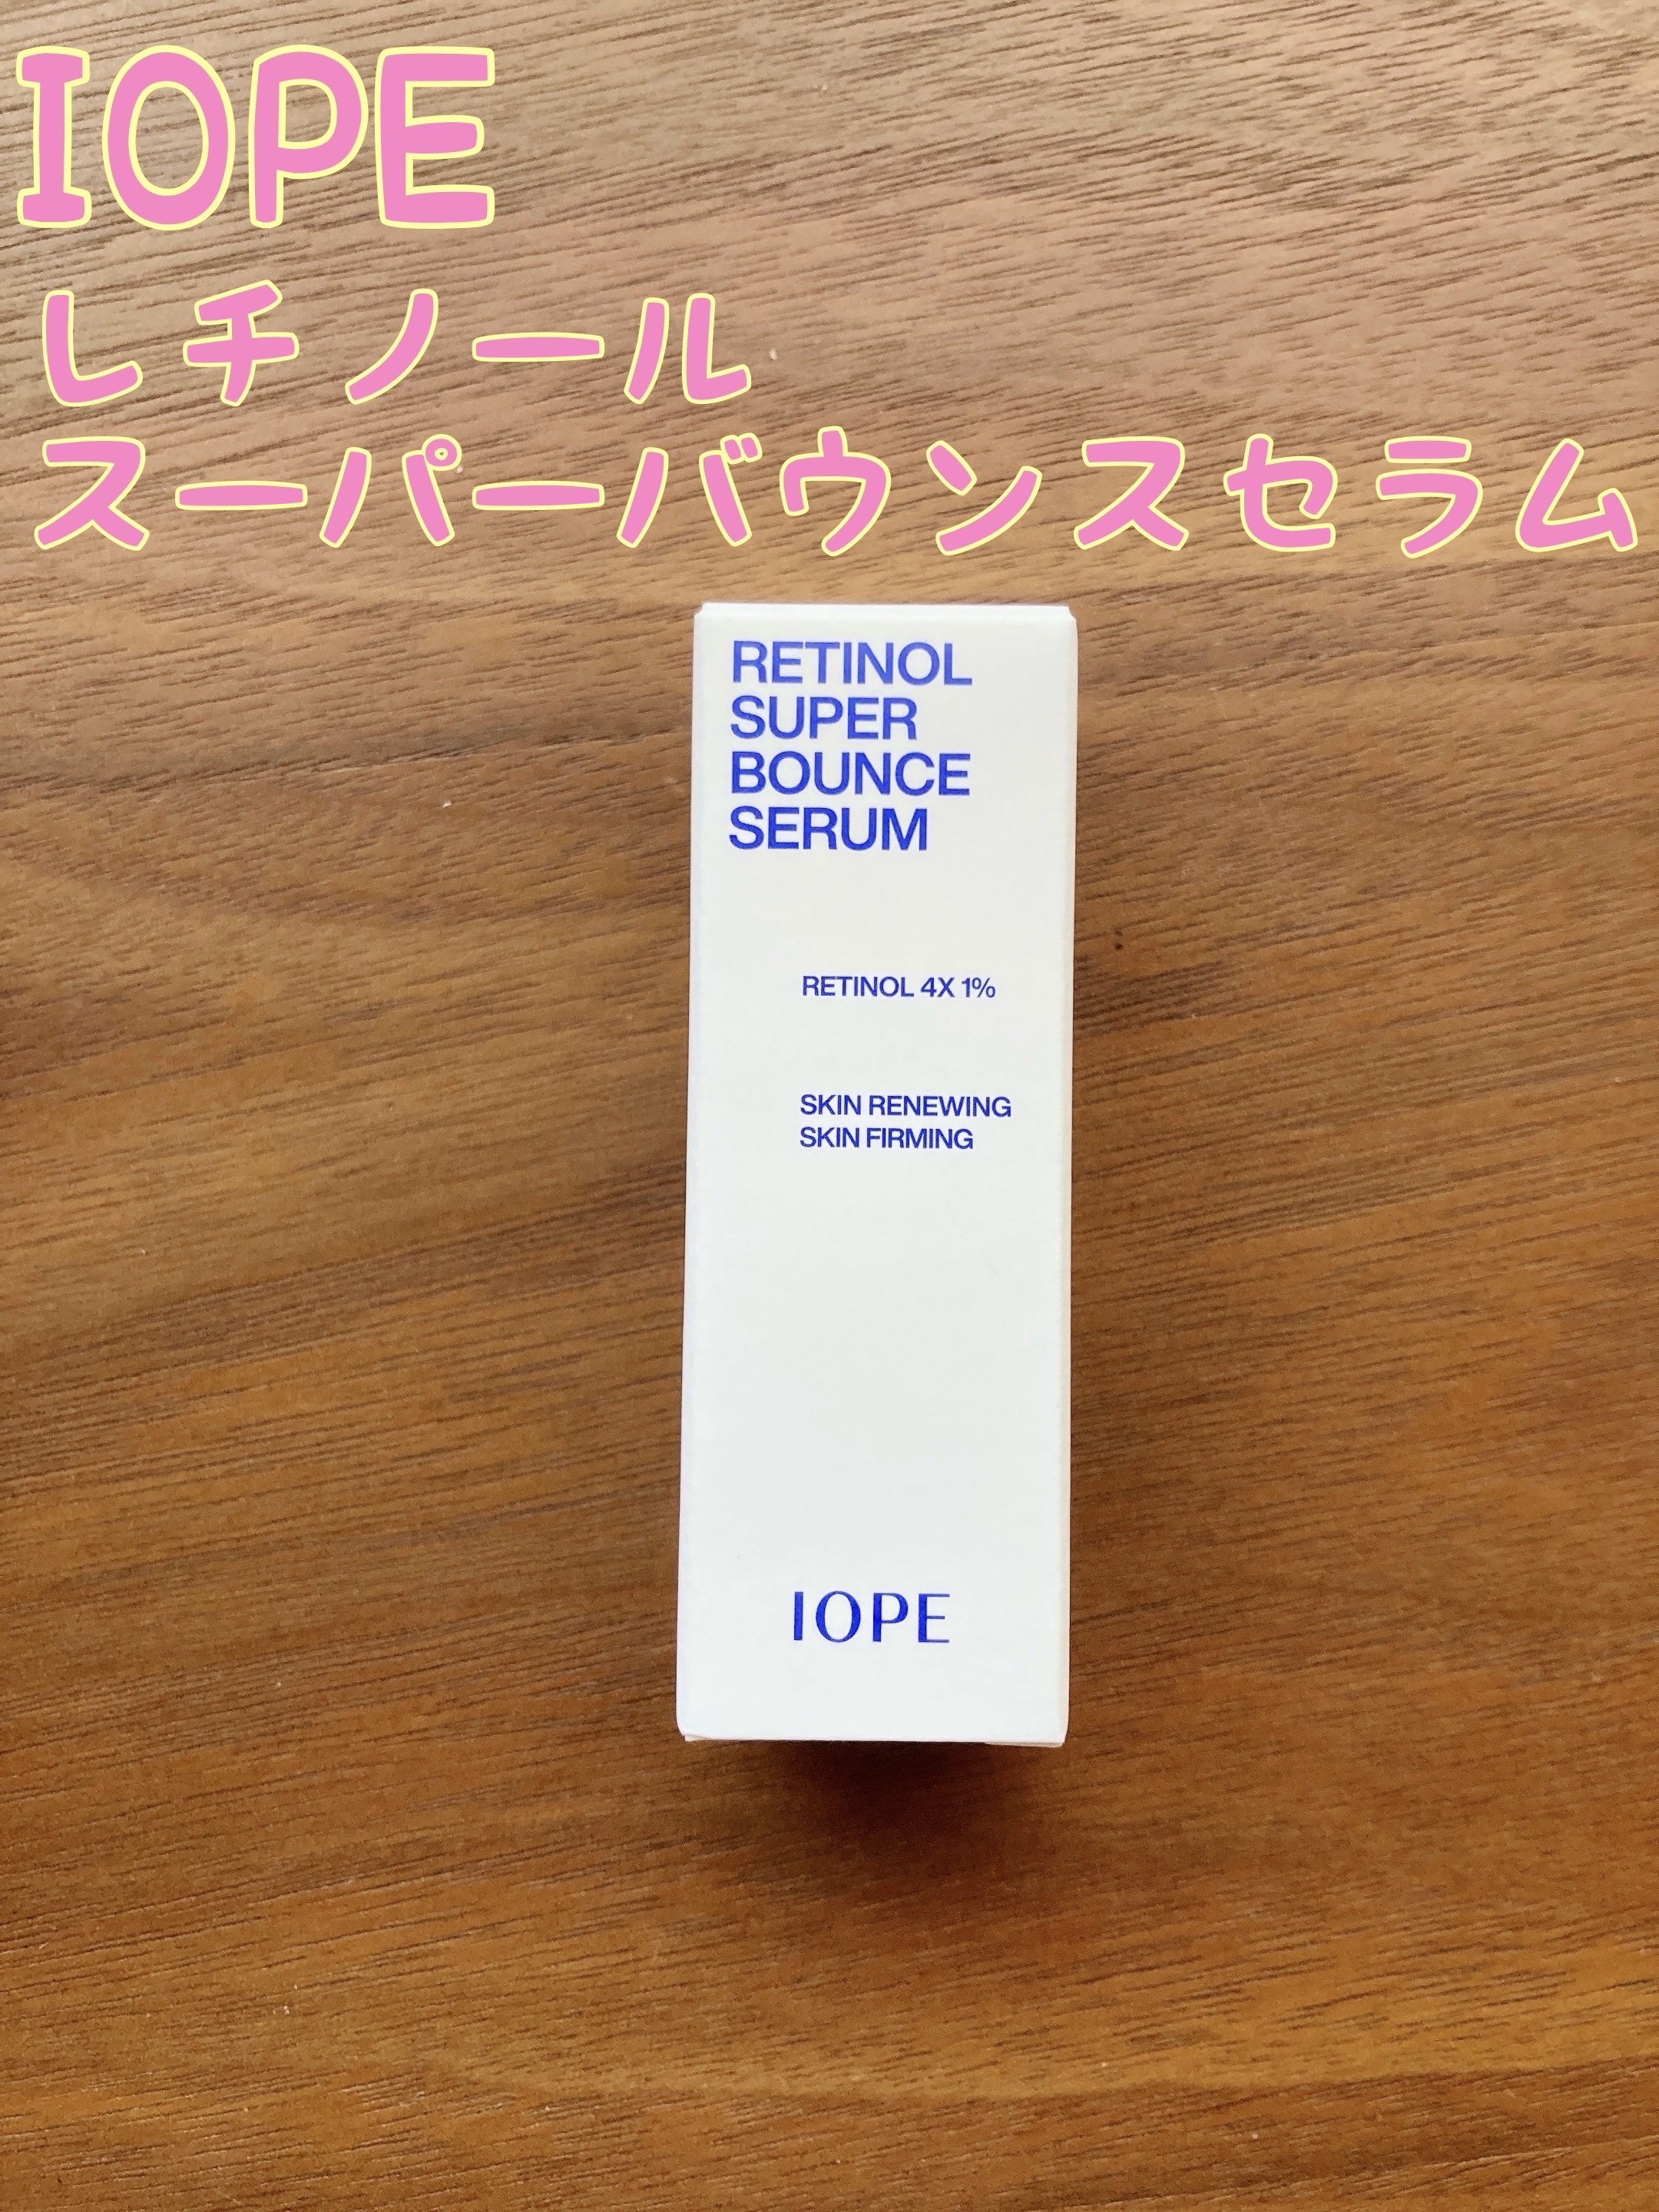 IOPE
レチノール
スーパーバウンスセラム
RETINOL
SUPER
BOUNCE
SERUM
RETINOL 4X 1%
SKIN RENEWING
SKIN FIRMING
IOPE